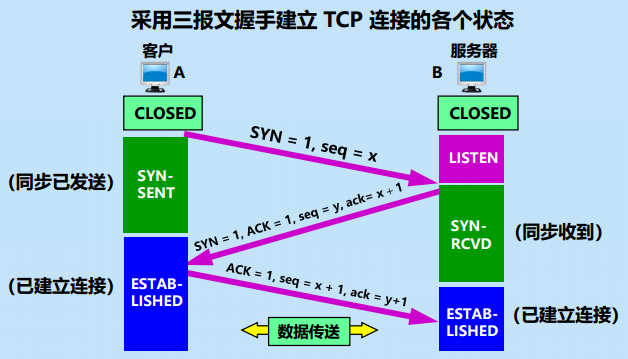 采用三报文握手建立 TCP 连接的各个状态
客户
服务器
A
B
CLOSED
CLOSED
SYN = 1, seq = x
LISTEN
(同步已发送)
SYN-
SENT
SYN = 1, ACK = 1, seq = y, ack= x + 1
SYN-
RCVD
(同步收到)
(已建立连接)
ESTAB-
LISHED
ACK = 1, seq = x + 1, ack = y+1
ESTAB-
LISHED
(已建立连接)
数据传送